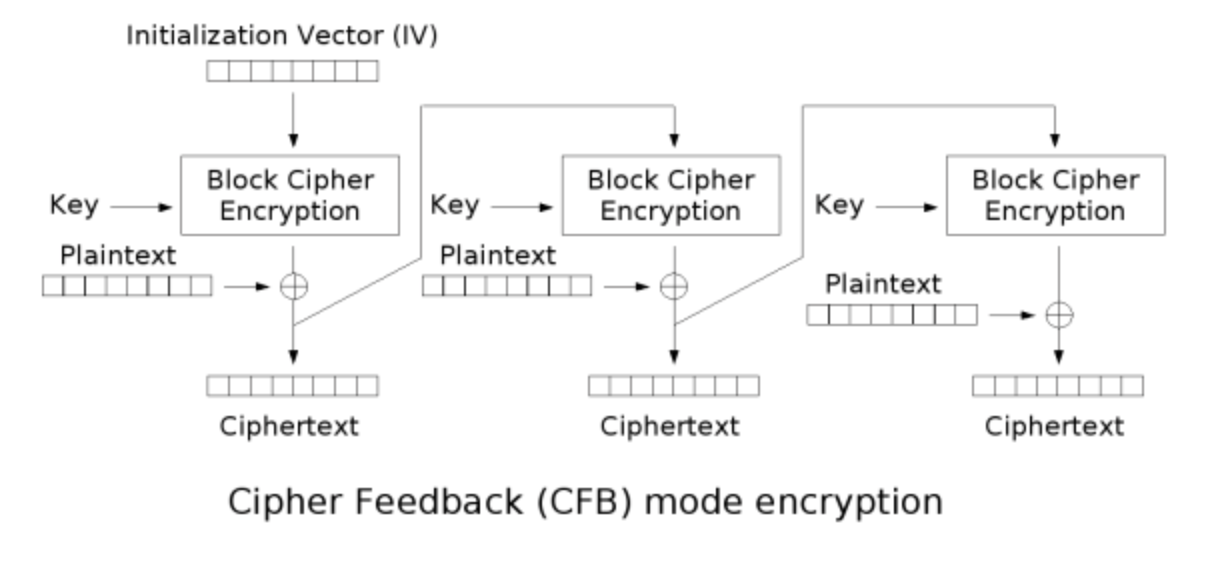 Initialization Vector (IV)
Key
Block Cipher
Encryption
Plaintext
Ciphertext
Key
Block Cipher
Encryption
Plaintext
Ciphertext
Key
Block Cipher
Encryption
Plaintext
Ciphertext
Cipher Feedback (CFB) mode encryption